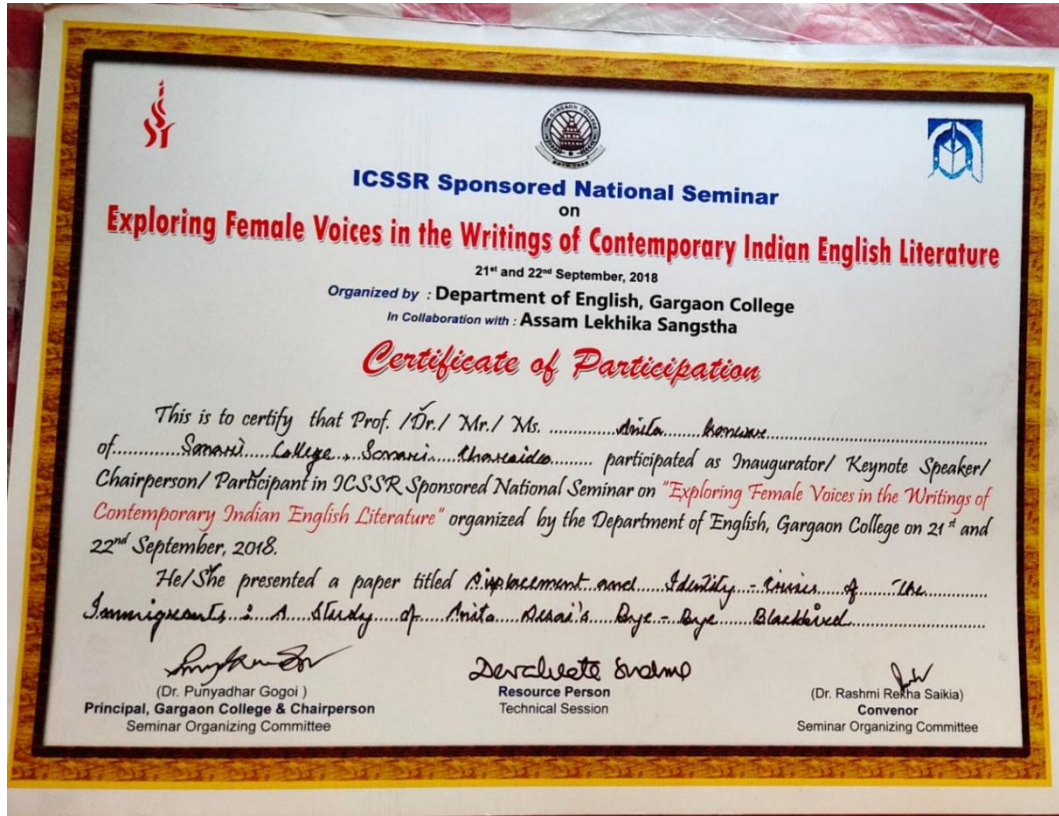 ICSSR Sponsored National Seminar
on
Exploring Female Voices in the Writings of Contemporary Indian English Literature
21st and 22nd September, 2018
Organized by : Department of English, Gargaon College
In Collaboration with : Assam Lekhika Sangstha
Certificate of Participation
This is to certify that Prof. /Dr./ Mr./ Ms. ............Anita........Konwar............
of............Sonari......College..,..Sonari...Charaideo......... participated as Inaugurator/ Keynote Speaker/
Chairperson/ Participant in ICSSR Sponsored National Seminar on "Exploring Female Voices in the Writings of
Contemporary Indian English Literature" organized by the Department of English, Gargaon College on 21st and
22nd September, 2018.
He/She presented a paper titled Displacement and Identity-Crisis of The
Immigrants : A Study of Anita Desai's Bye-Bye Blackbird
(Dr. Punyadhar Gogoi )
Principal, Gargaon College & Chairperson
Seminar Organizing Committee
Resource Person
Technical Session
(Dr. Rashmi Rekha Saikia)
Convenor
Seminar Organizing Committee